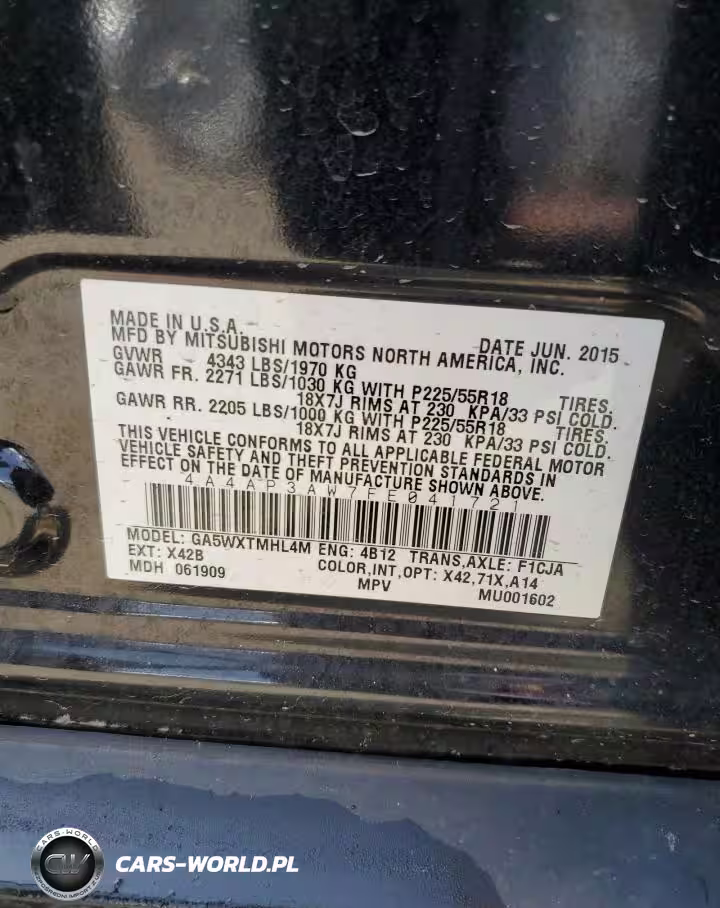 MADE IN U.S.A. DATE JUN. 2015
MFD BY MITSUBISHI MOTORS NORTH AMERICA, INC.
GVWR 4343 LBS/1970 KG
GAWR FR. 2271 LBS/1030 KG WITH P225/55R18 TIRES,
18X7J RIMS AT 230 KPA/33 PSI COLD.
GAWR RR. 2205 LBS/1000 KG WITH P225/55R18 TIRES,
18X7J RIMS AT 230 KPA/33 PSI COLD.
THIS VEHICLE CONFORMS TO ALL APPLICABLE FEDERAL MOTOR
VEHICLE SAFETY AND THEFT PREVENTION STANDARDS IN
EFFECT ON THE DATE OF MANUFACTURE SHOWN ABOVE.
4A4AP3AW7FE041721
MODEL: GA5WXTMHL4M ENG: 4B12 TRANS,AXLE: F1CJA
EXT: X42B COLOR,INT,OPT: X42,71X,A14
MDH 061909 MPV MU001602
CARS-WORLD
CW
CARS-WORLD.PL